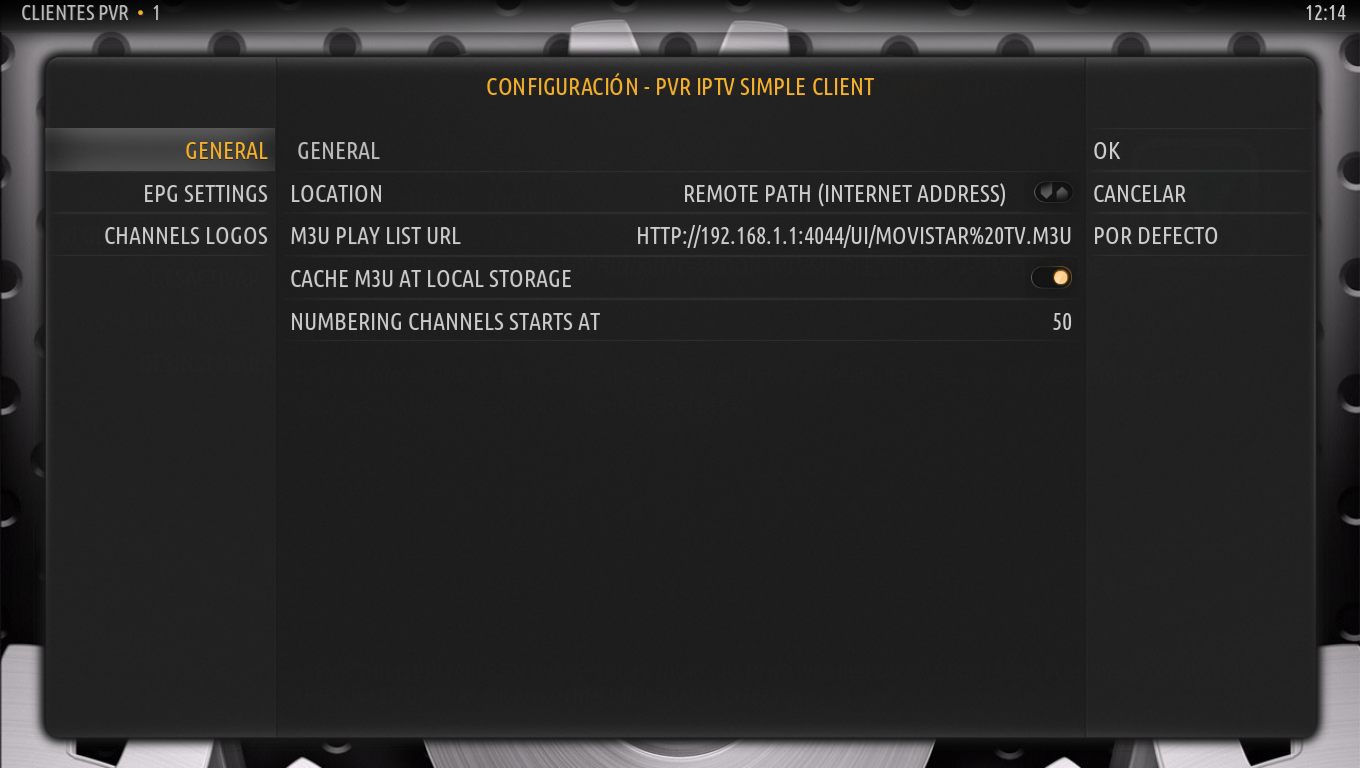 CLIENTES PVR • 1
12:14
CONFIGURACIÓN - PVR IPTV SIMPLE CLIENT
GENERAL
EPG SETTINGS
CHANNELS LOGOS
GENERAL
LOCATION REMOTE PATH (INTERNET ADDRESS)
M3U PLAY LIST URL HTTP://192.168.1.1:4044/UI/MOVISTAR%20TV.M3U
CACHE M3U AT LOCAL STORAGE
NUMBERING CHANNELS STARTS AT 50
OK
CANCELAR
POR DEFECTO